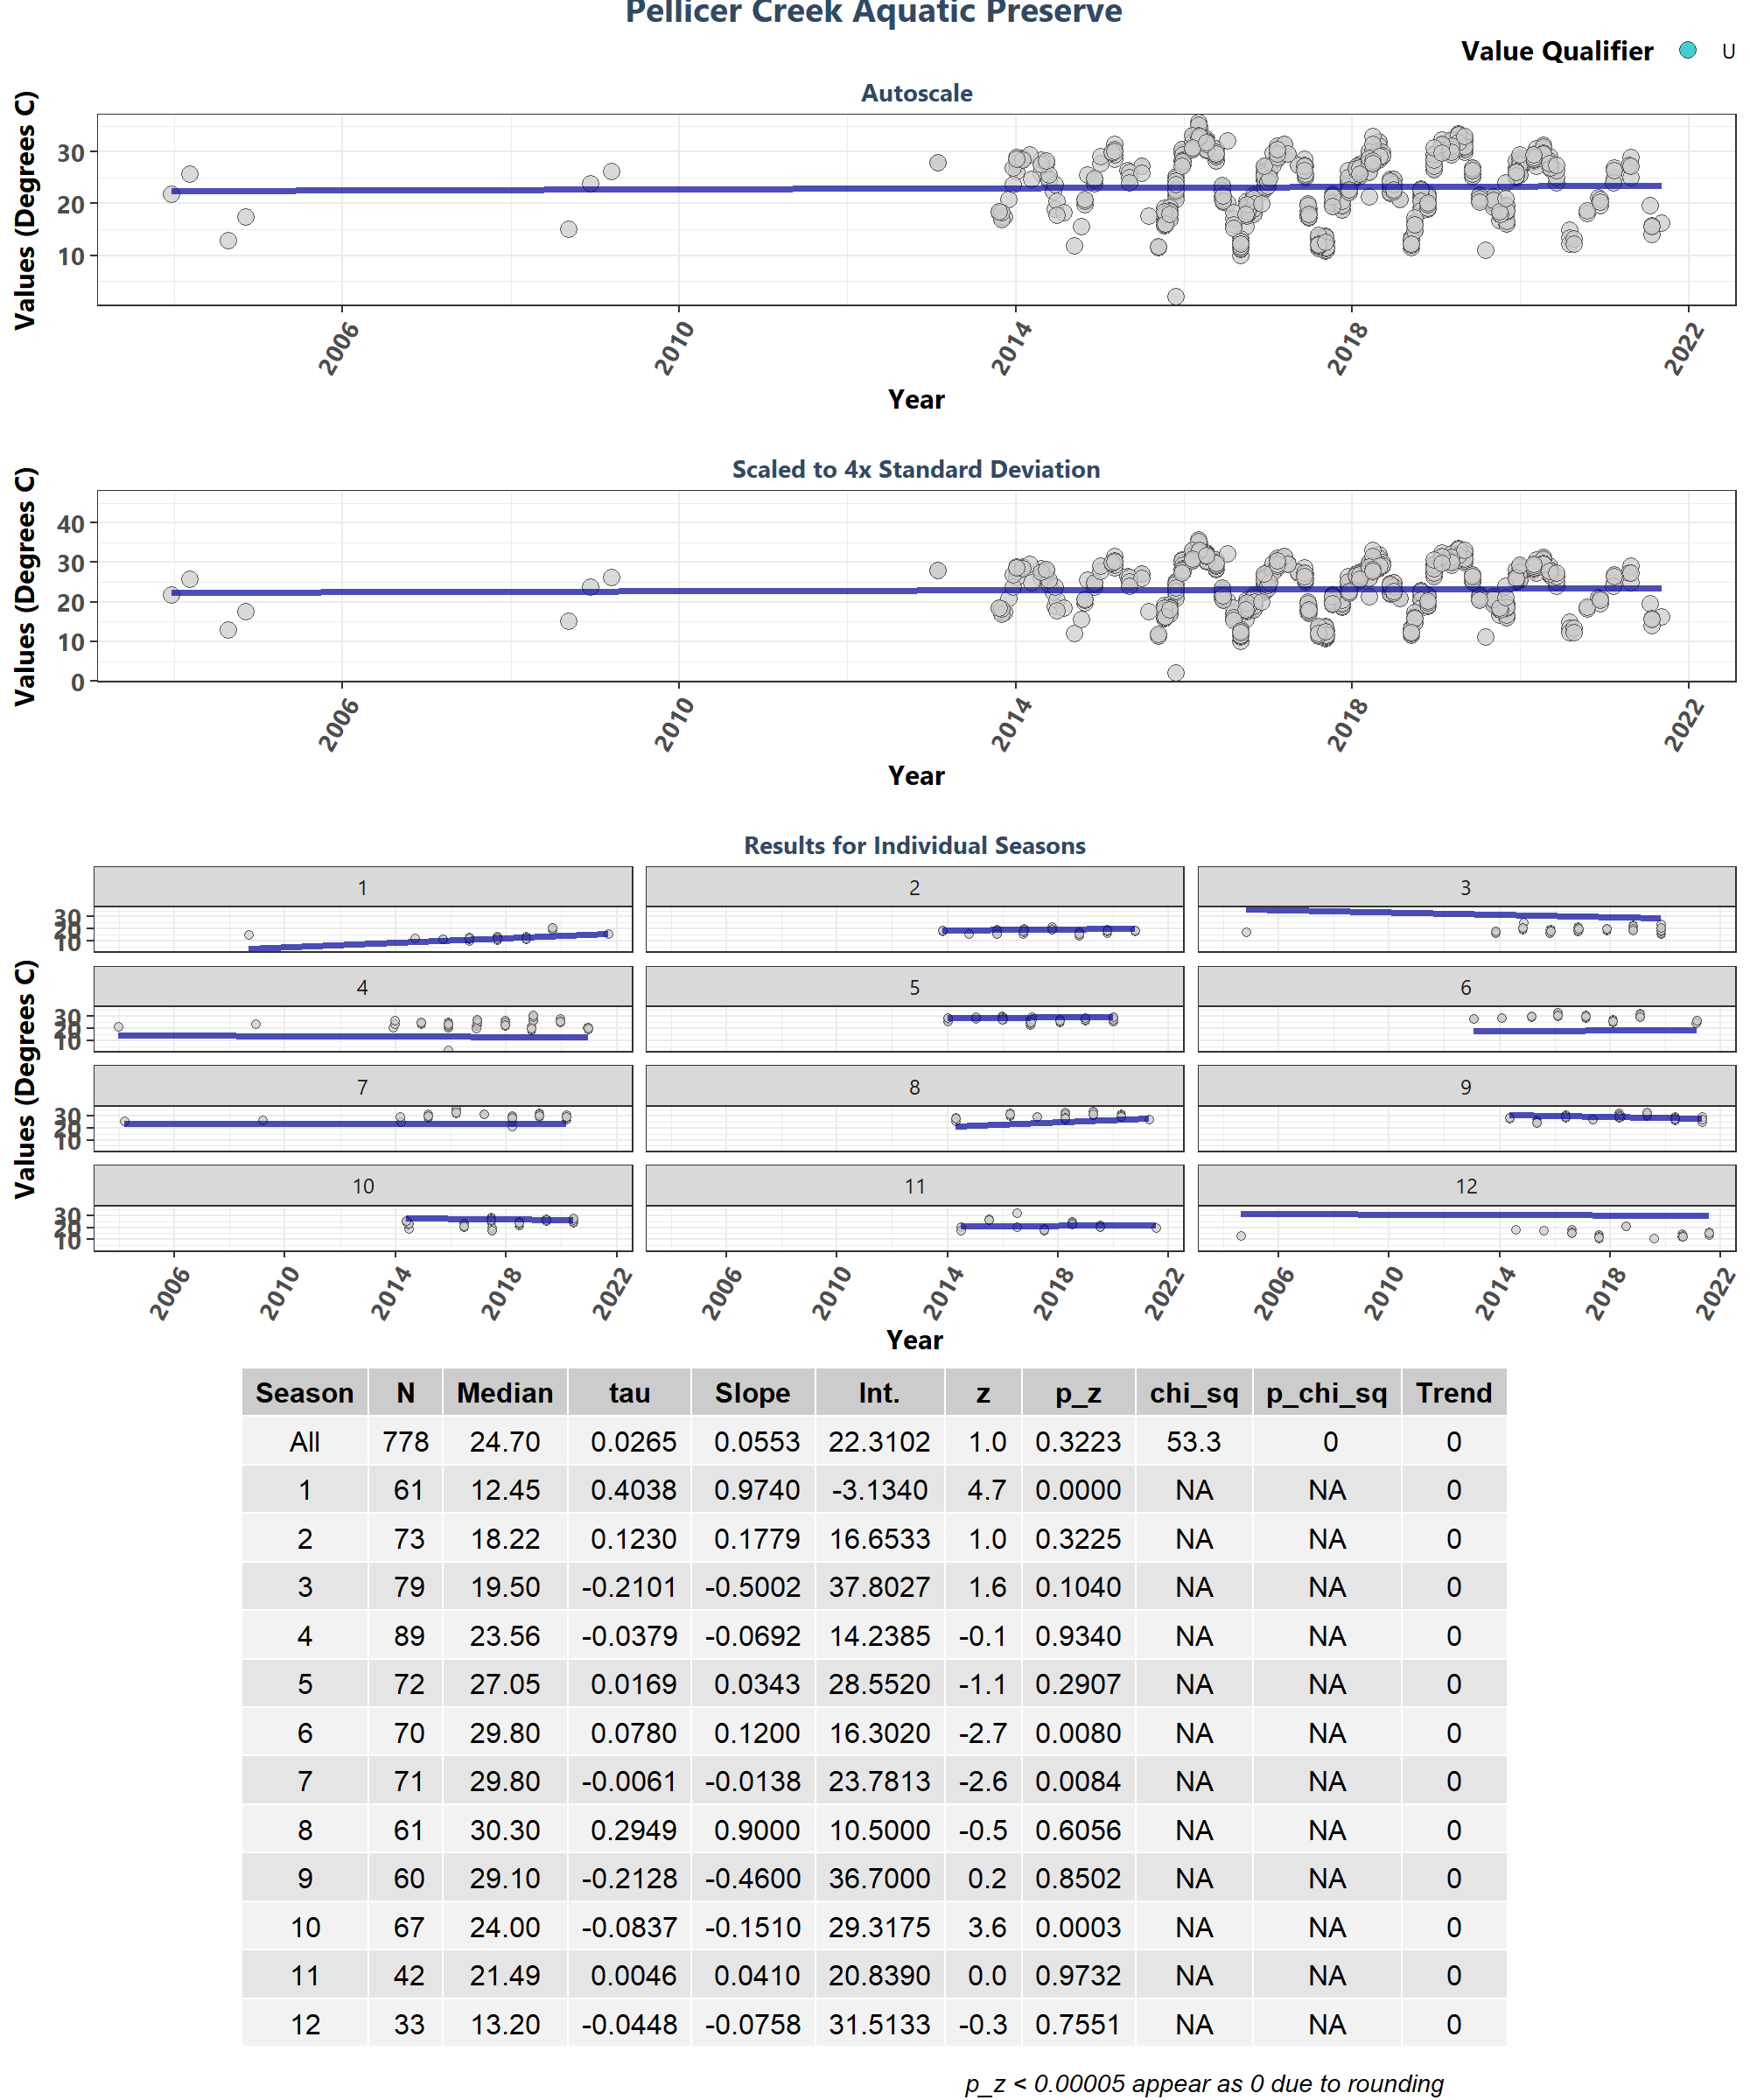 Pellicer Creek Aquatic Preserve
Value Qualifier U
Autoscale
Values (Degrees C)
30
20
10
2006 2010 2014 2018 2022
Year
Scaled to 4x Standard Deviation
Values (Degrees C)
40
30
20
10
0
2006 2010 2014 2018 2022
Year
Results for Individual Seasons
Values (Degrees C)
1 2 3
30
20
10
4 5 6
30
20
10
7 8 9
30
20
10
10 11 12
30
20
10
2006 2010 2014 2018 2022 2006 2010 2014 2018 2022 2006 2010 2014 2018 2022
Year
Season N Median tau Slope Int. z p_z chi_sq p_chi_sq Trend
All 778 24.70 0.0265 0.0553 22.3102 1.0 0.3223 53.3 0 0
1 61 12.45 0.4038 0.9740 -3.1340 4.7 0.0000 NA NA 0
2 73 18.22 0.1230 0.1779 16.6533 1.0 0.3225 NA NA 0
3 79 19.50 -0.2101 -0.5002 37.8027 1.6 0.1040 NA NA 0
4 89 23.56 -0.0379 -0.0692 14.2385 -0.1 0.9340 NA NA 0
5 72 27.05 0.0169 0.0343 28.5520 -1.1 0.2907 NA NA 0
6 70 29.80 0.0780 0.1200 16.3020 -2.7 0.0080 NA NA 0
7 71 29.80 -0.0061 -0.0138 23.7813 -2.6 0.0084 NA NA 0
8 61 30.30 0.2949 0.9000 10.5000 -0.5 0.6056 NA NA 0
9 60 29.10 -0.2128 -0.4600 36.7000 0.2 0.8502 NA NA 0
10 67 24.00 -0.0837 -0.1510 29.3175 3.6 0.0003 NA NA 0
11 42 21.49 0.0046 0.0410 20.8390 0.0 0.9732 NA NA 0
12 33 13.20 -0.0448 -0.0758 31.5133 -0.3 0.7551 NA NA 0
p_z < 0.00005 appear as 0 due to rounding